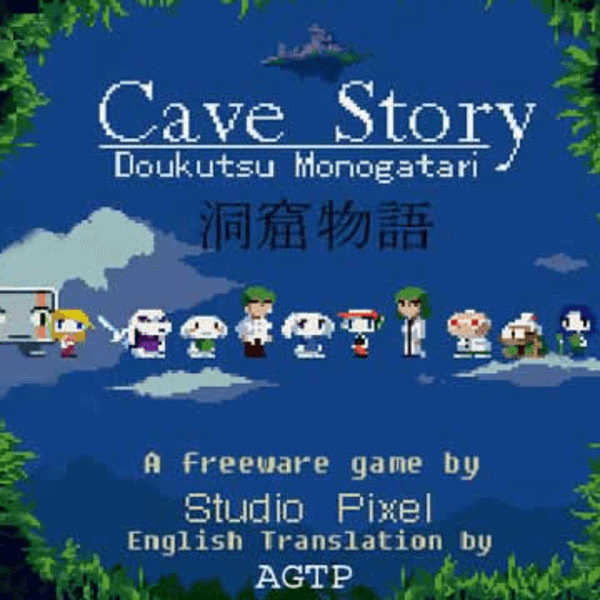 Cave Story
Doukutsu Monogatari
洞窟物語
A freeware game by
Studio Pixel
English Translation by
AGTP